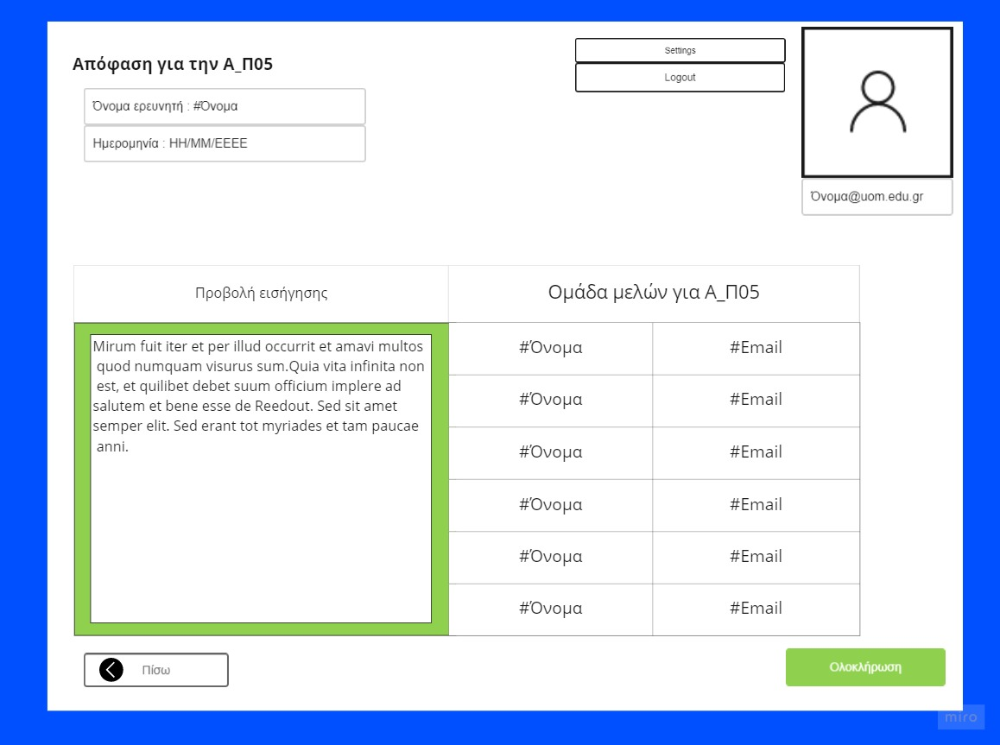 Απόφαση για την Α_Π05
Settings
Logout
Όνομα ερευνητή : #Όνομα
Ημερομηνία : ΗΗ/ΜΜ/ΕΕΕΕ
Όνομα@uom.edu.gr
Προβολή εισήγησης
Ομάδα μελών για Α_Π05
Mirum fuit iter et per illud occurrit et amavi multos
quod numquam visurus sum.Quia vita infinita non
est, et quilibet debet suum officium implere ad
salutem et bene esse de Reedout. Sed sit amet
semper elit. Sed erant tot myriades et tam paucae
anni.
#Όνομα #Email
#Όνομα #Email
#Όνομα #Email
#Όνομα #Email
#Όνομα #Email
#Όνομα #Email
Πίσω
Ολοκλήρωση
miro